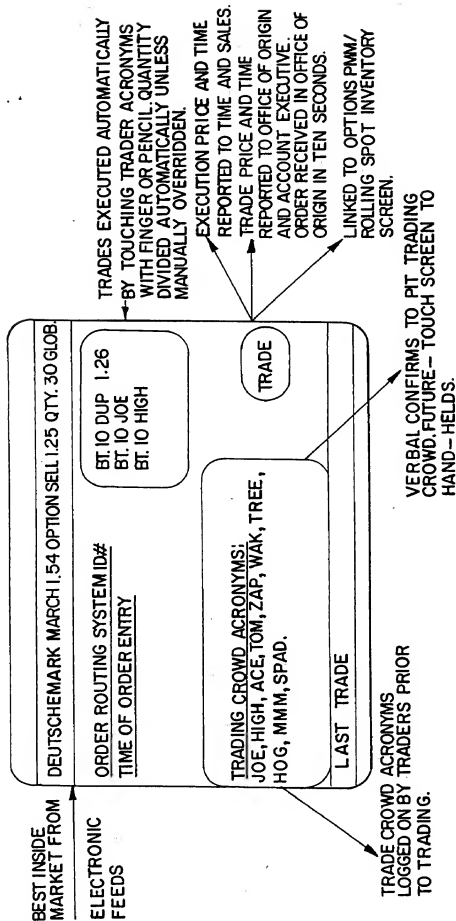 BEST INSIDE
MARKET FROM
ELECTRONIC
FEEDS
DEUTSCHEMARK MARCH 1.54 OPTION SELL 1.25 QTY. 30 GLOB.
ORDER ROUTING SYSTEM ID#
TIME OF ORDER ENTRY
BT. 10 DUP 1.26
BT. 10 JOE
BT. 10 HIGH
TRADING CROWD ACRONYMS:
JOE, HIGH, ACE, TOM, ZAP, WAK, TREE,
HOG, MMM, SPAD.
TRADE
LAST TRADE
TRADES EXECUTED AUTOMATICALLY
BY TOUCHING TRADER ACRONYMS
WITH FINGER OR PENCIL. QUANTITY
DIVIDED AUTOMATICALLY UNLESS
MANUALLY OVERRIDDEN.
EXECUTION PRICE AND TIME
REPORTED TO TIME AND SALES.
TRADE PRICE AND TIME
REPORTED TO OFFICE OF ORIGIN
AND ACCOUNT EXECUTIVE.
ORDER RECEIVED IN OFFICE OF
ORIGIN IN TEN SECONDS.
LINKED TO OPTIONS PMM/
ROLLING SPOT INVENTORY
SCREEN.
TRADE CROWD ACRONYMS
LOGGED ON BY TRADERS PRIOR
TO TRADING.
VERBAL CONFIRMS TO PIT TRADING
CROWD. FUTURE - TOUCH SCREEN TO
HAND-HELDS.